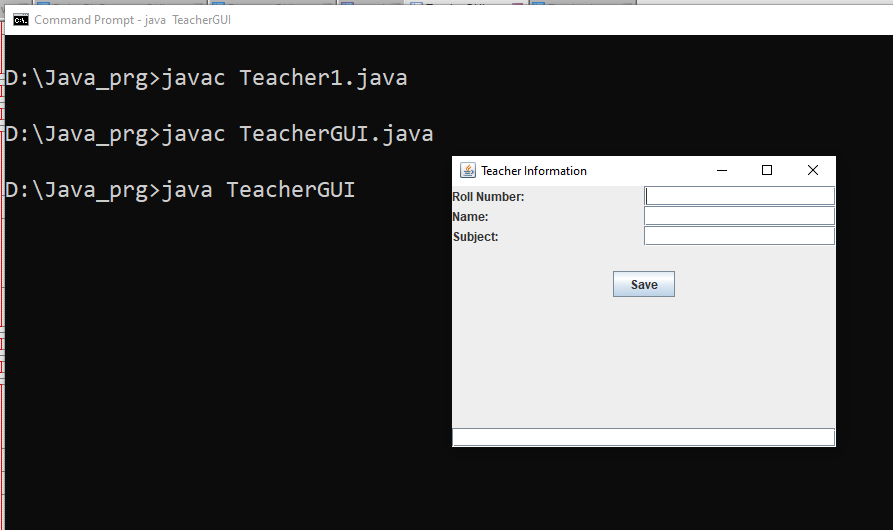 Command Prompt - java  TeacherGUI
D:\Java_prg>javac Teacher1.java
D:\Java_prg>javac TeacherGUI.java
D:\Java_prg>java TeacherGUI
Teacher Information
Roll Number:
Name:
Subject:
Save